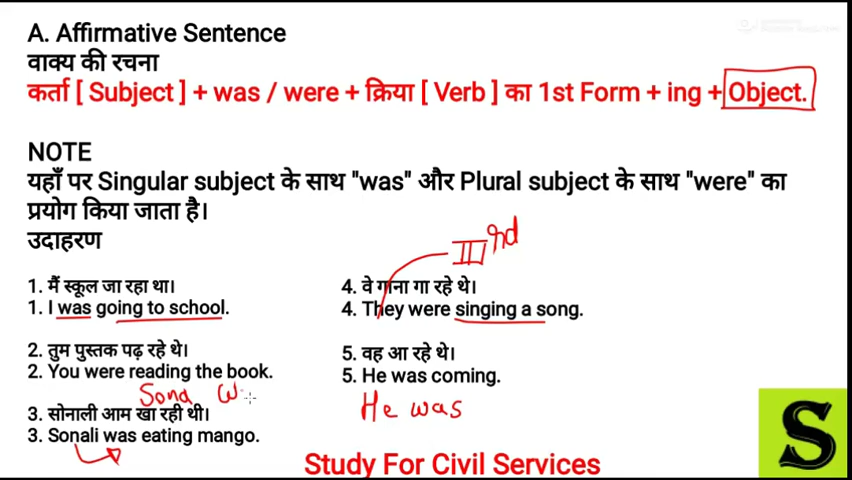 A. Affirmative Sentence
वाक्य की रचना
कर्ता [ Subject ] + was / were + क्रिया [ Verb ] का 1st Form + ing + Object.
NOTE
यहाँ पर Singular subject के साथ "was" और Plural subject के साथ "were" का
प्रयोग किया जाता है।
उदाहरण
1. मैं स्कूल जा रहा था।
1. I was going to school.
2. तुम पुस्तक पढ़ रहे थे।
2. You were reading the book.
Sona W
3. सोनाली आम खा रही थी।
3. Sonali was eating mango.
IIIrd
4. वे गाना गा रहे थे।
4. They were singing a song.
5. वह आ रहे थे।
5. He was coming.
He was
Study For Civil Services
S